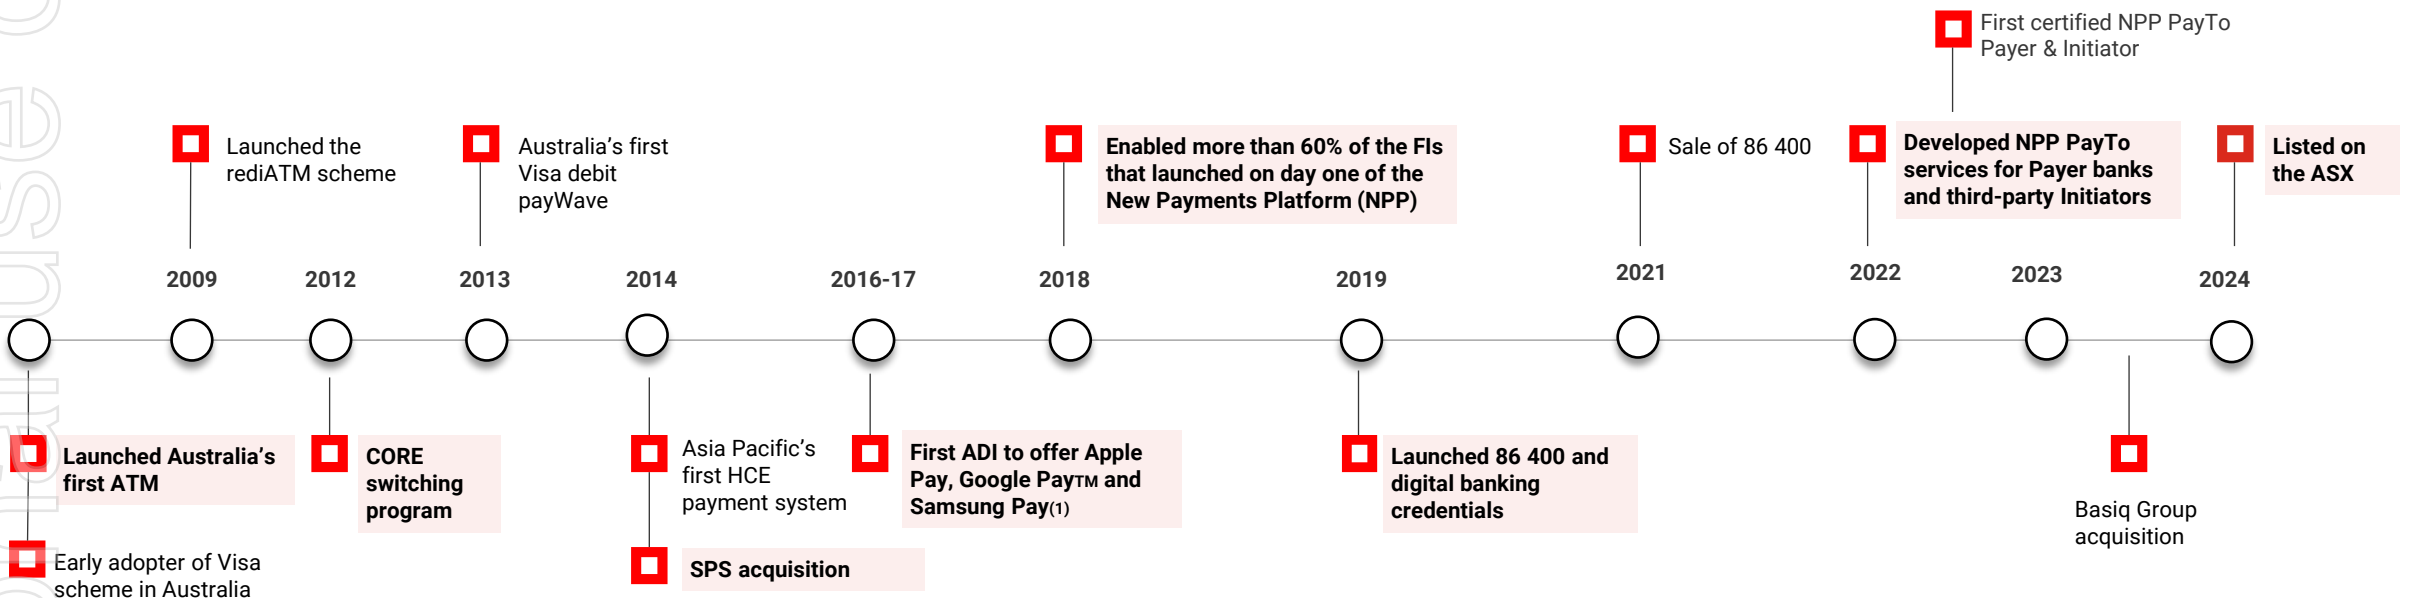 First certified NPP PayTo
Payer & Initiator
Launched the
rediATM scheme
Australia’s first
Visa debit
payWave
Enabled more than 60% of the FIs
that launched on day one of the
New Payments Platform (NPP)
Sale of 86 400
Developed NPP PayTo
services for Payer banks
and third-party Initiators
Listed on
the ASX
2009
2012
2013
2014
2016-17
2018
2019
2021
2022
2023
2024
Launched Australia’s
first ATM
Early adopter of Visa
scheme in Australia
CORE
switching
program
Asia Pacific’s
first HCE
payment system
SPS acquisition
First ADI to offer Apple
Pay, Google PayTM and
Samsung Pay(1)
Launched 86 400 and
digital banking
credentials
Basiq Group
acquisition
use